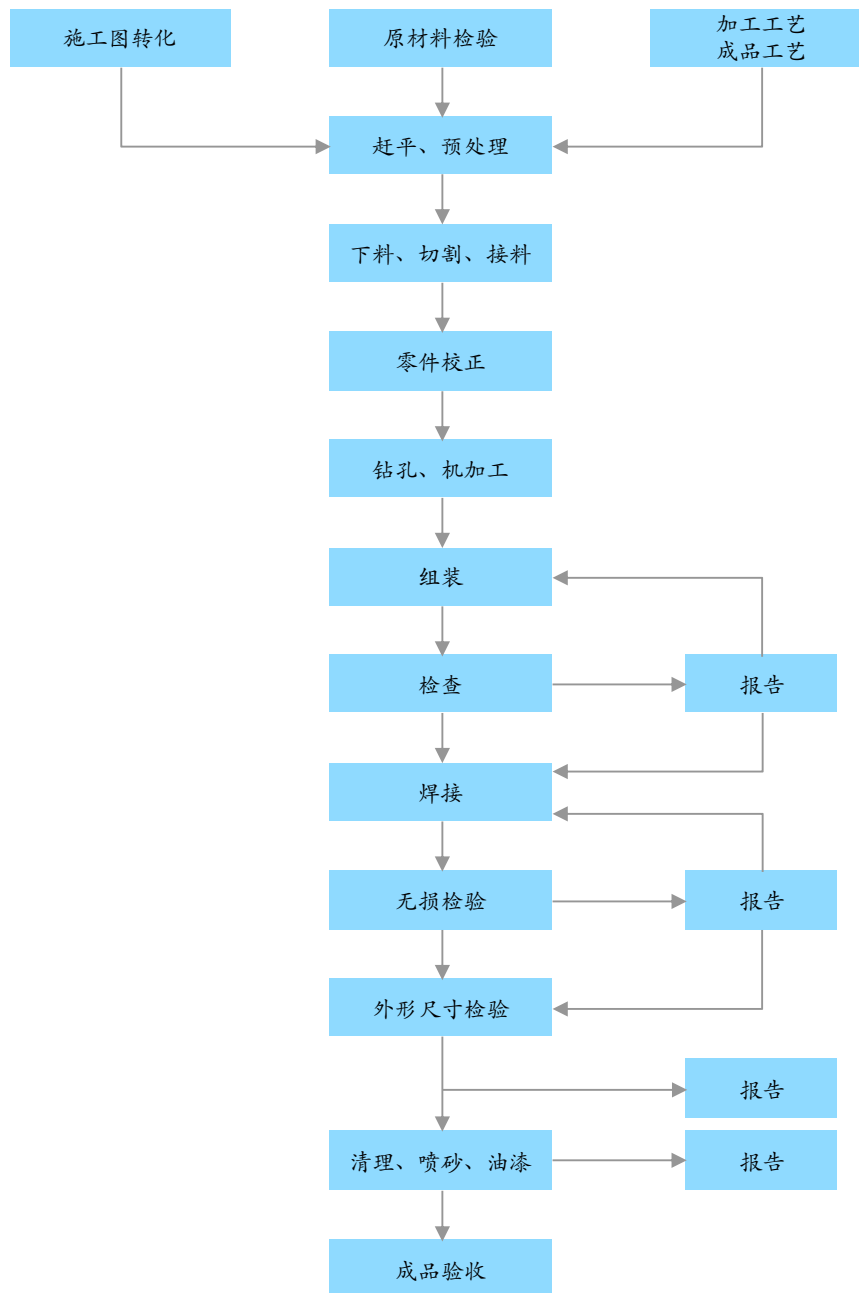 施工图转化
原材料检验
加工工艺
成品工艺
赶平、预处理
下料、切割、接料
零件校正
钻孔、机加工
组装
检查
报告
焊接
无损检验
报告
外形尺寸检验
报告
清理、喷砂、油漆
报告
成品验收